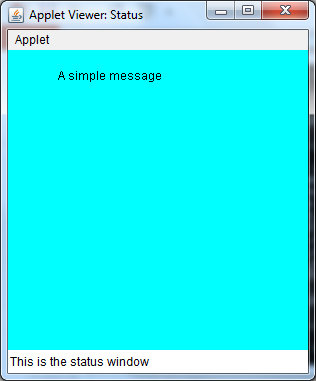 Applet Viewer: Status
Applet
A simple message
This is the status window